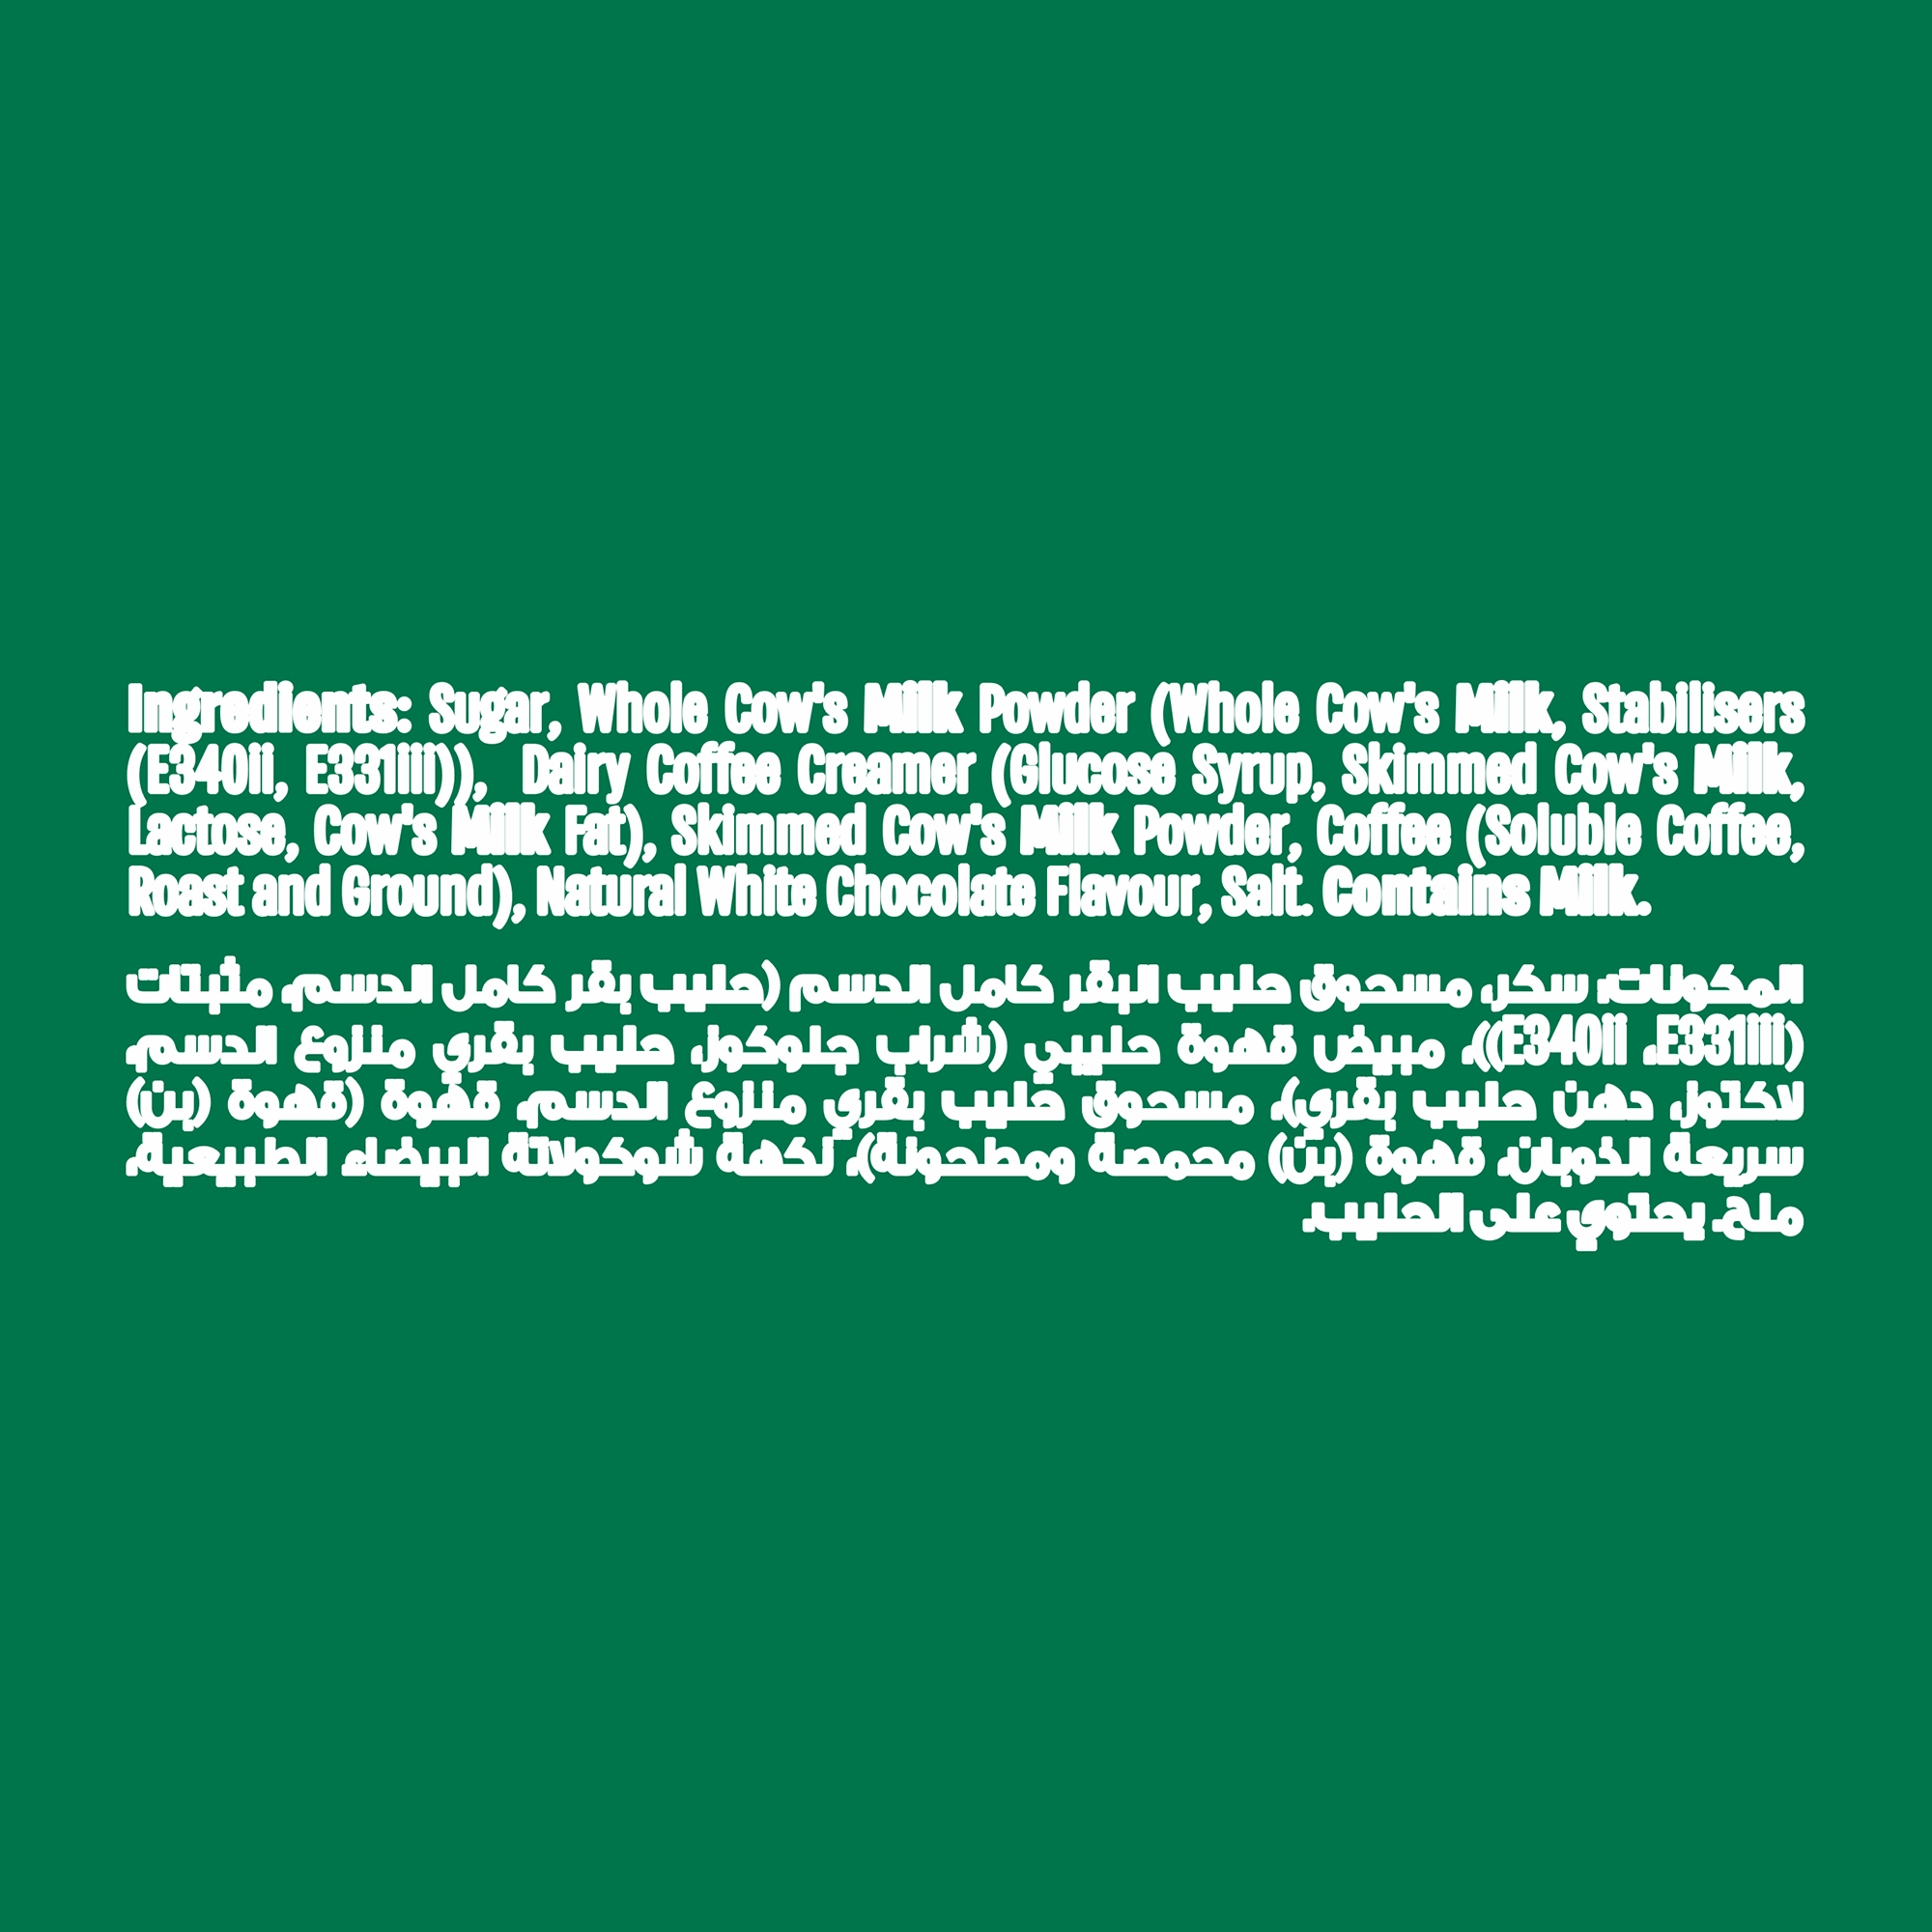 Ingredients: Sugar, Whole Cow's Milk Powder (Whole Cow's Milk, Stabilisers
(E340ii, E331iii)), Dairy Coffee Creamer (Glucose Syrup, Skimmed Cow's Milk,
Lactose, Cow's Milk Fat), Skimmed Cow's Milk Powder, Coffee (Soluble Coffee,
Roast and Ground), Natural White Chocolate Flavour, Salt. Contains Milk.
المكونات: سكر، مسحوق حليب البقر كامل الدسم (حليب بقر كامل الدسم، مثبتات
(E340ii ،E331iii))، مبيض قهوة حليبي (شراب جلوكوز، حليب بقري منزوع الدسم،
لاكتوز، دهن حليب بقري)، مسحوق حليب بقري منزوع الدسم، قهوة (قهوة (بن)
سريعة الذوبان، قهوة (بن) محمصة ومطحونة)، نكهة شوكولاتة البيضاء الطبيعية،
ملح. يحتوي على الحليب.